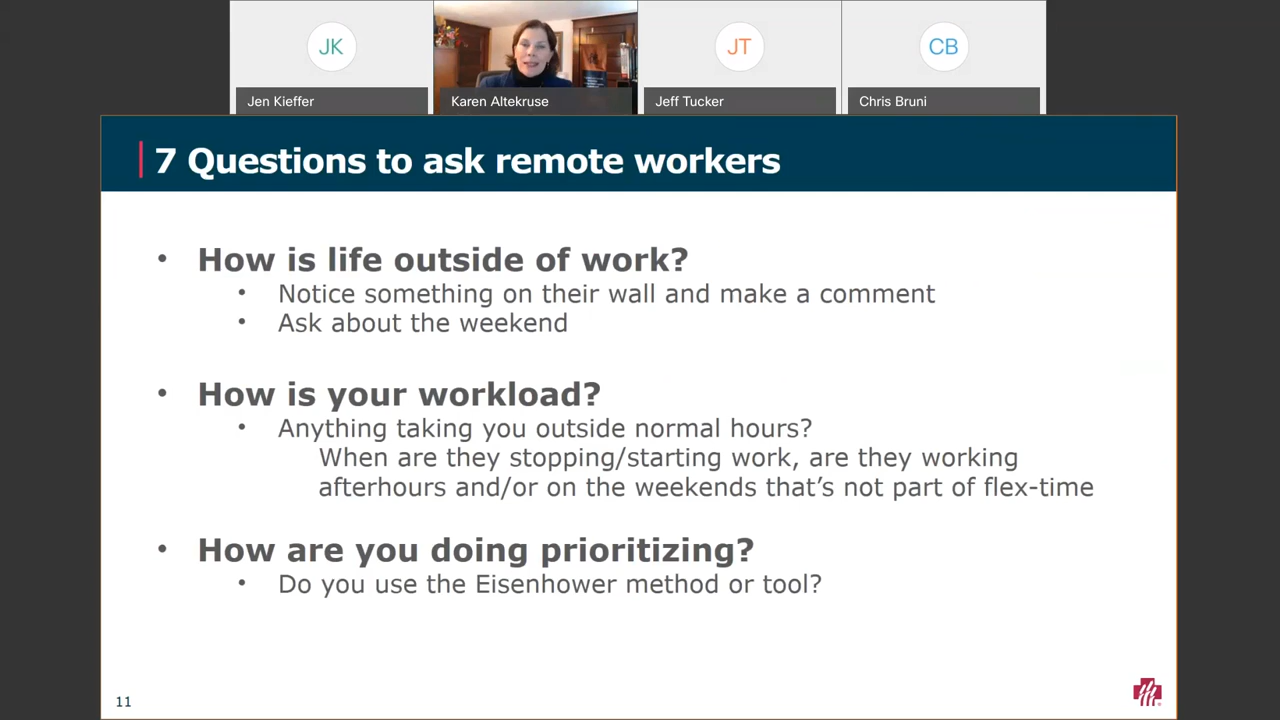 JK
JT
CB
Jen Kieffer
Karen Altekruse
Jeff Tucker
Chris Bruni
7 Questions to ask remote workers
• How is life outside of work?
• Notice something on their wall and make a comment
• Ask about the weekend
• How is your workload?
• Anything taking you outside normal hours?
When are they stopping/starting work, are they working
afterhours and/or on the weekends that’s not part of flex-time
• How are you doing prioritizing?
• Do you use the Eisenhower method or tool?
11